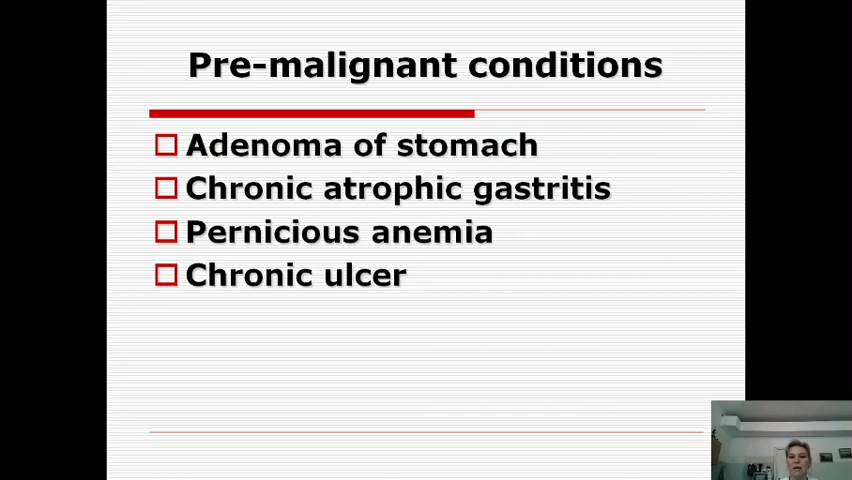 Pre-malignant conditions
Adenoma of stomach
Chronic atrophic gastritis
Pernicious anemia
Chronic ulcer